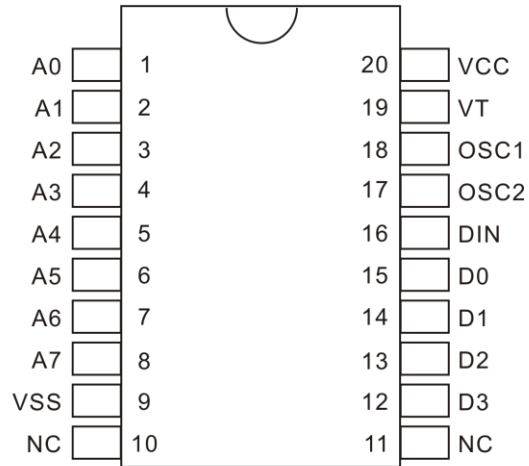 A0 1 20 VCC
A1 2 19 VT
A2 3 18 OSC1
A3 4 17 OSC2
A4 5 16 DIN
A5 6 15 D0
A6 7 14 D1
A7 8 13 D2
VSS 9 12 D3
NC 10 11 NC